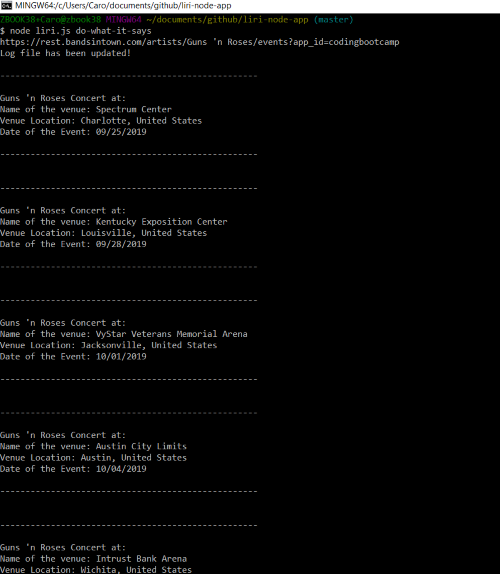 MINGW64:/c/Users/Caro/documents/github/liri-node-app
ZBOOK38+Caro@zbook38 MINGW64 ~/documents/github/liri-node-app (master)
$ node liri.js do-what-it-says
https://rest.bandsintown.com/artists/Guns 'n Roses/events?app_id=codingbootcamp
Log file has been updated!
--------------------------------------------------
Guns 'n Roses Concert at:
Name of the venue: Spectrum Center
Venue Location: Charlotte, United States
Date of the Event: 09/25/2019
--------------------------------------------------
--------------------------------------------------
Guns 'n Roses Concert at:
Name of the venue: Kentucky Exposition Center
Venue Location: Louisville, United States
Date of the Event: 09/28/2019
--------------------------------------------------
--------------------------------------------------
Guns 'n Roses Concert at:
Name of the venue: VyStar Veterans Memorial Arena
Venue Location: Jacksonville, United States
Date of the Event: 10/01/2019
--------------------------------------------------
--------------------------------------------------
Guns 'n Roses Concert at:
Name of the venue: Austin City Limits
Venue Location: Austin, United States
Date of the Event: 10/04/2019
--------------------------------------------------
--------------------------------------------------
Guns 'n Roses Concert at:
Name of the venue: Intrust Bank Arena
Venue Location: Wichita, United States